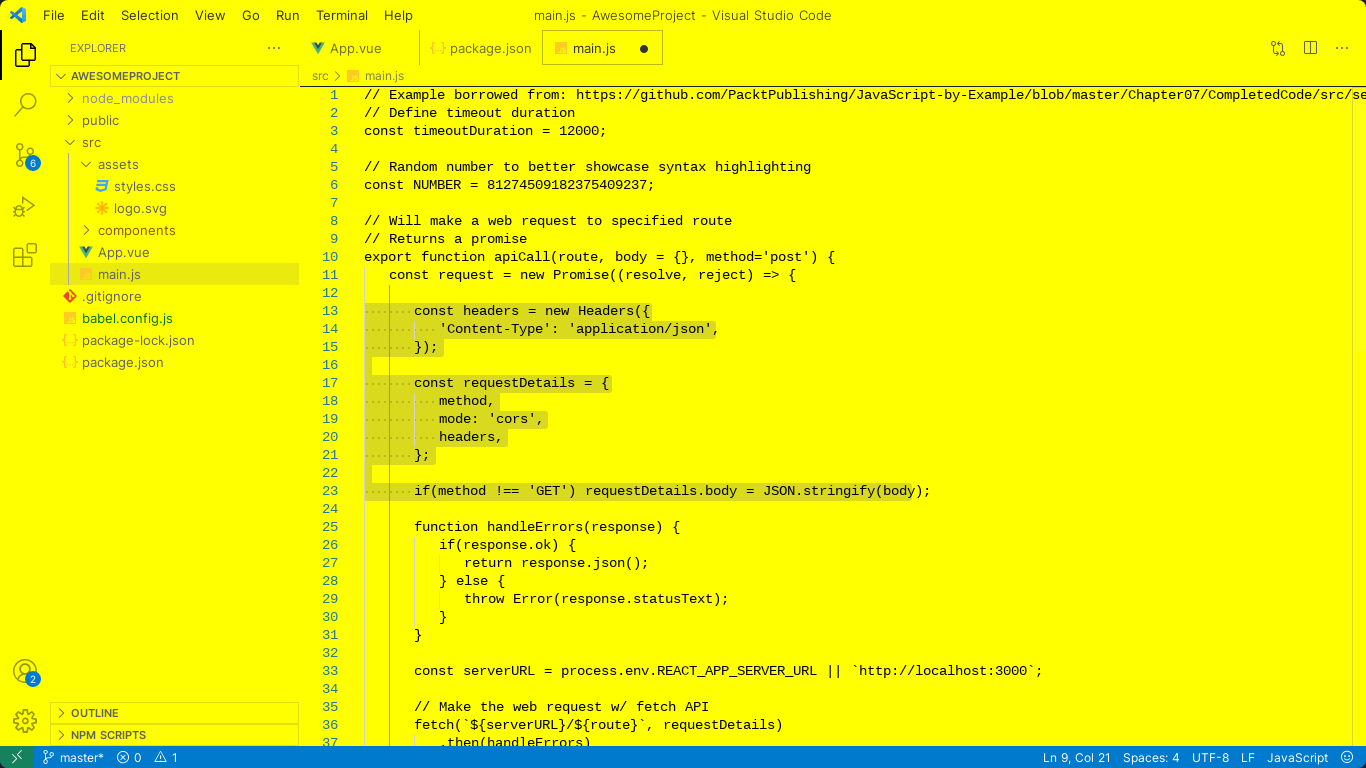 File Edit Selection View Go Run Terminal Help
main.js - AwesomeProject - Visual Studio Code
EXPLORER
AWESOMEPROJECT
node_modules
public
src
assets
styles.css
logo.svg
components
App.vue
main.js
.gitignore
babel.config.js
package-lock.json
package.json
OUTLINE
NPM SCRIPTS
6
2
App.vue
package.json
main.js
src main.js
1 // Example borrowed from: https://github.com/PacktPublishing/JavaScript-by-Example/blob/master/Chapter07/CompletedCode/src/se
2 // Define timeout duration
3 const timeoutDuration = 12000;
4
5 // Random number to better showcase syntax highlighting
6 const NUMBER = 81274509182375409237;
7
8 // Will make a web request to specified route
9 // Returns a promise
10 export function apiCall(route, body = {}, method='post') {
11 const request = new Promise((resolve, reject) => {
12
13 const headers = new Headers({
14 'Content-Type': 'application/json',
15 });
16
17 const requestDetails = {
18 method,
19 mode: 'cors',
20 headers,
21 };
22
23 if(method !== 'GET') requestDetails.body = JSON.stringify(body);
24
25 function handleErrors(response) {
26 if(response.ok) {
27 return response.json();
28 } else {
29 throw Error(response.statusText);
30 }
31 }
32
33 const serverURL = process.env.REACT_APP_SERVER_URL || `http://localhost:3000`;
34
35 // Make the web request w/ fetch API
36 fetch(`${serverURL}/${route}`, requestDetails)
37 .then(handleErrors)
master* 0 1
Ln 9, Col 21 Spaces: 4 UTF-8 LF JavaScript